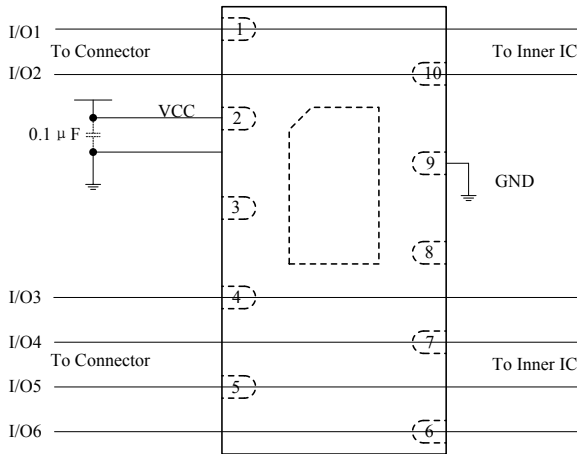 I/O1
1
To Connector
To Inner IC
I/O2
10
VCC
2
0.1 μF
9
GND
3
8
I/O3
4
I/O4
7
To Connector
To Inner IC
I/O5
5
I/O6
6